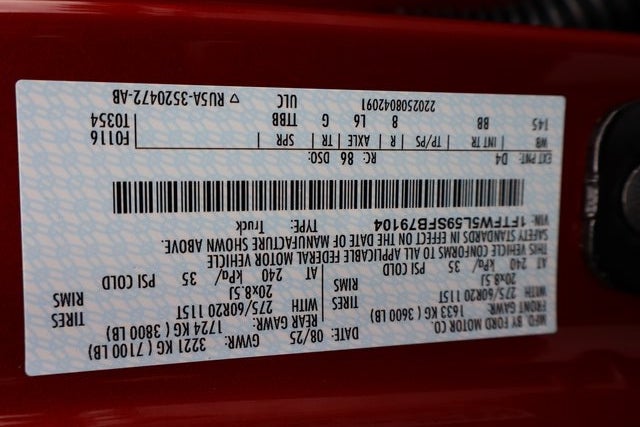 MFD. BY FORD MOTOR CO.
DATE: 08/25 GVWR: 3221 KG ( 7100 LB)
FRONT GAWR: 1633 KG ( 3600 LB) REAR GAWR: 1724 KG ( 3800 LB)
WITH 275/60R20 115T TIRES WITH 275/60R20 115T TIRES
20x8.5J RIMS 20x8.5J RIMS
AT 240 kPa/ 35 PSI COLD AT 240 kPa/ 35 PSI COLD
THIS VEHICLE CONFORMS TO ALL APPLICABLE FEDERAL MOTOR VEHICLE
SAFETY STANDARDS IN EFFECT ON THE DATE OF MANUFACTURE SHOWN ABOVE.
VIN: 1FTFW5L59SFB79104 TYPE: Truck
EXT PNT: D4 RC: 86 DSO:
WB INT TR TP/PS R AXLE TR SPR F0116
145 BB 8 L6 G TTBB T0354
2202508042091 ULC ▽ RU5A-3520472-AB